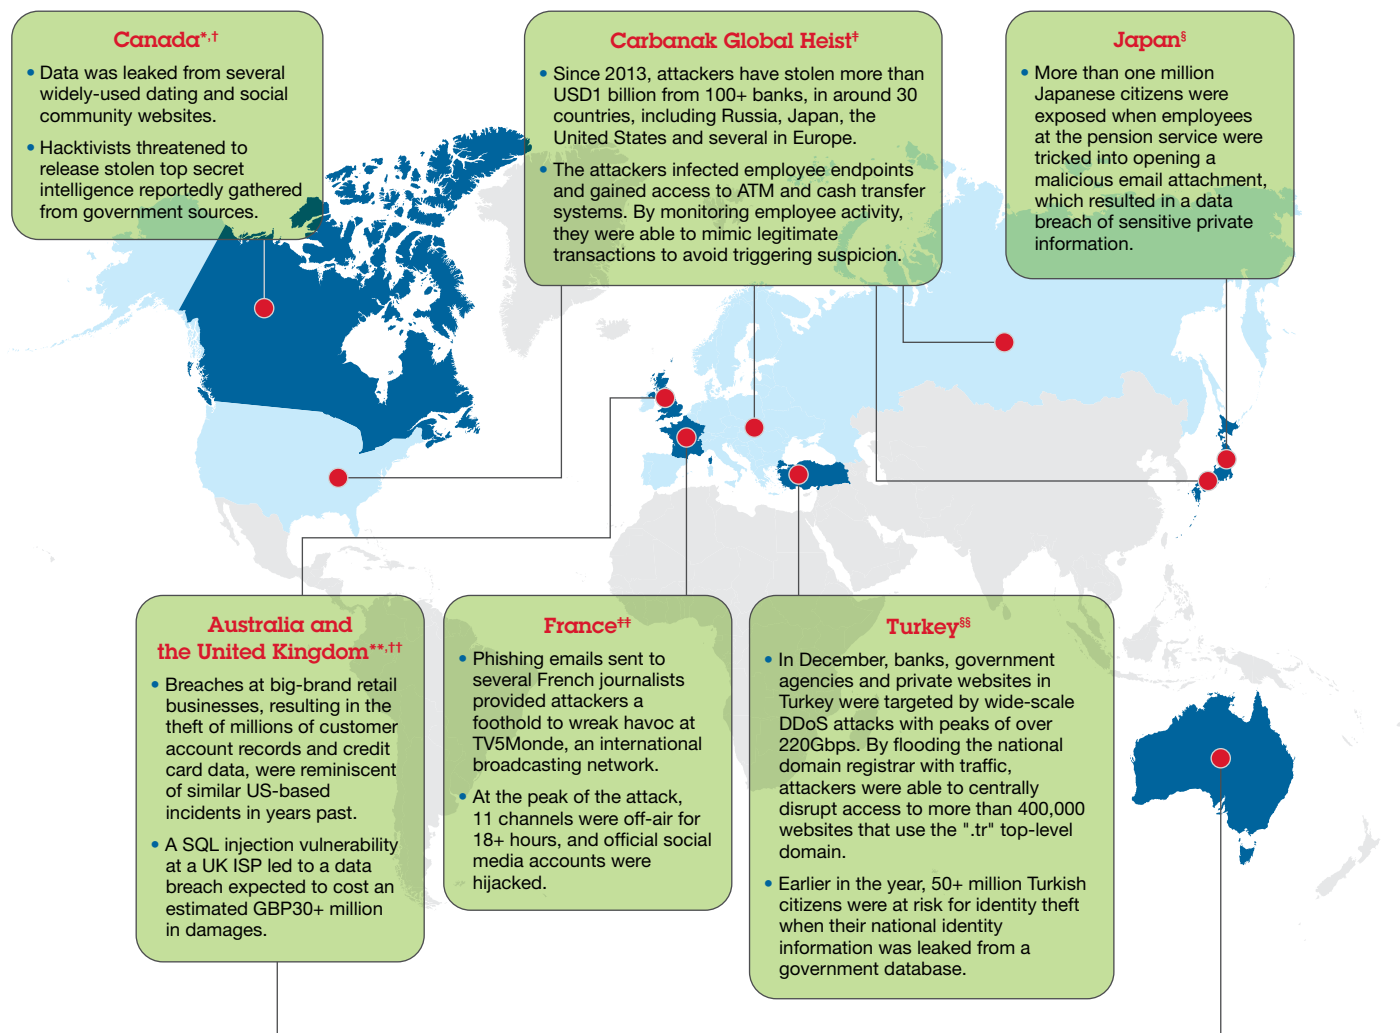 Canada*,†
• Data was leaked from several
widely-used dating and social
community websites.
• Hacktivists threatened to
release stolen top secret
intelligence reportedly gathered
from government sources.
Carbanak Global Heist‡
• Since 2013, attackers have stolen more than
USD1 billion from 100+ banks, in around 30
countries, including Russia, Japan, the
United States and several in Europe.
• The attackers infected employee endpoints
and gained access to ATM and cash transfer
systems. By monitoring employee activity,
they were able to mimic legitimate
transactions to avoid triggering suspicion.
Japan§
• More than one million
Japanese citizens were
exposed when employees
at the pension service were
tricked into opening a
malicious email attachment,
which resulted in a data
breach of sensitive private
information.
Australia and
the United Kingdom**,††
• Breaches at big-brand retail
businesses, resulting in the
theft of millions of customer
account records and credit
card data, were reminiscent
of similar US-based
incidents in years past.
• A SQL injection vulnerability
at a UK ISP led to a data
breach expected to cost an
estimated GBP30+ million
in damages.
France‡‡
• Phishing emails sent to
several French journalists
provided attackers a
foothold to wreak havoc at
TV5Monde, an international
broadcasting network.
• At the peak of the attack,
11 channels were off-air for
18+ hours, and official social
media accounts were
hijacked.
Turkey§§
• In December, banks, government
agencies and private websites in
Turkey were targeted by wide-scale
DDoS attacks with peaks of over
220Gbps. By flooding the national
domain registrar with traffic,
attackers were able to centrally
disrupt access to more than 400,000
websites that use the ".tr" top-level
domain.
• Earlier in the year, 50+ million Turkish
citizens were at risk for identity theft
when their national identity
information was leaked from a
government database.